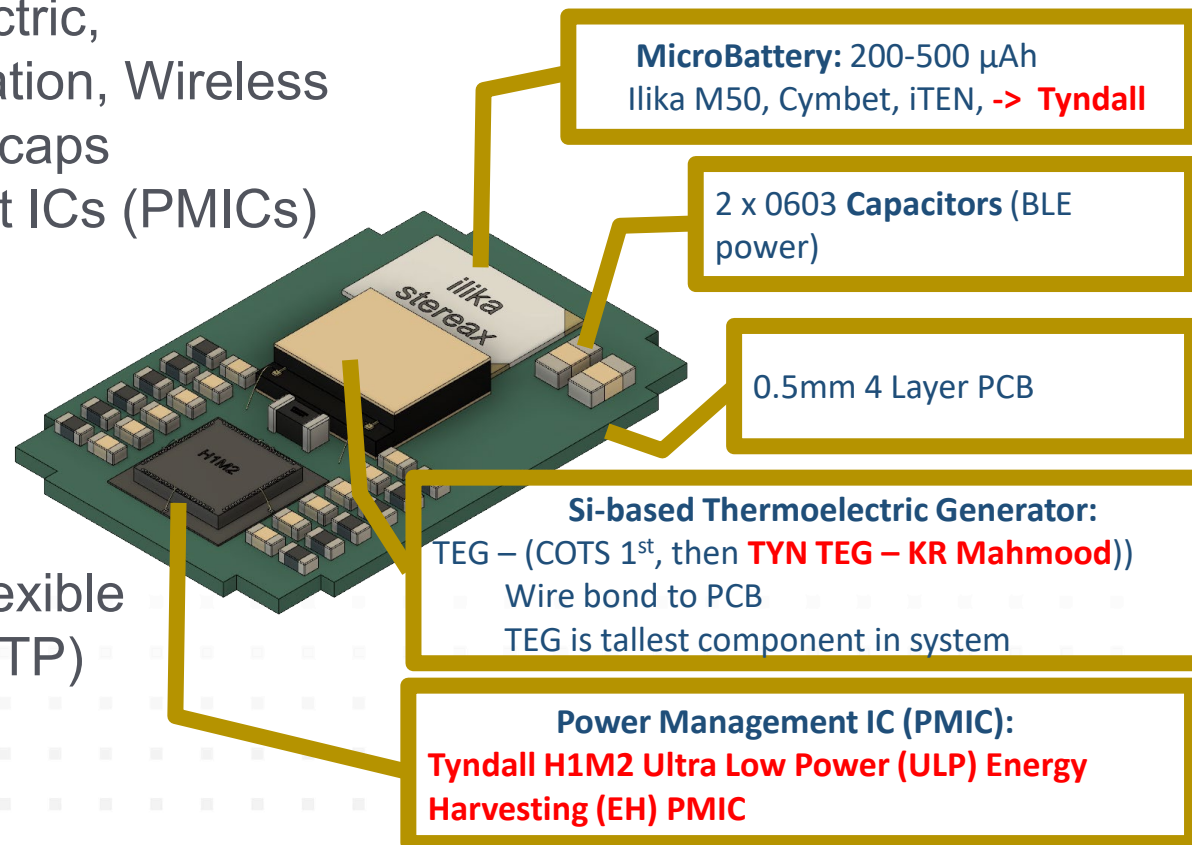 ctric,
ation, Wireless
caps
t ICs (PMICs)
exible
TP)
MicroBattery: 200-500 µAh
Ilika M50, Cymbet, iTEN, -> Tyndall
2 x 0603 Capacitors (BLE
power)
0.5mm 4 Layer PCB
Si-based Thermoelectric Generator:
TEG – (COTS 1st, then TYN TEG – KR Mahmood))
Wire bond to PCB
TEG is tallest component in system
Power Management IC (PMIC):
Tyndall H1M2 Ultra Low Power (ULP) Energy
Harvesting (EH) PMIC
ilika
stereax
H1M2